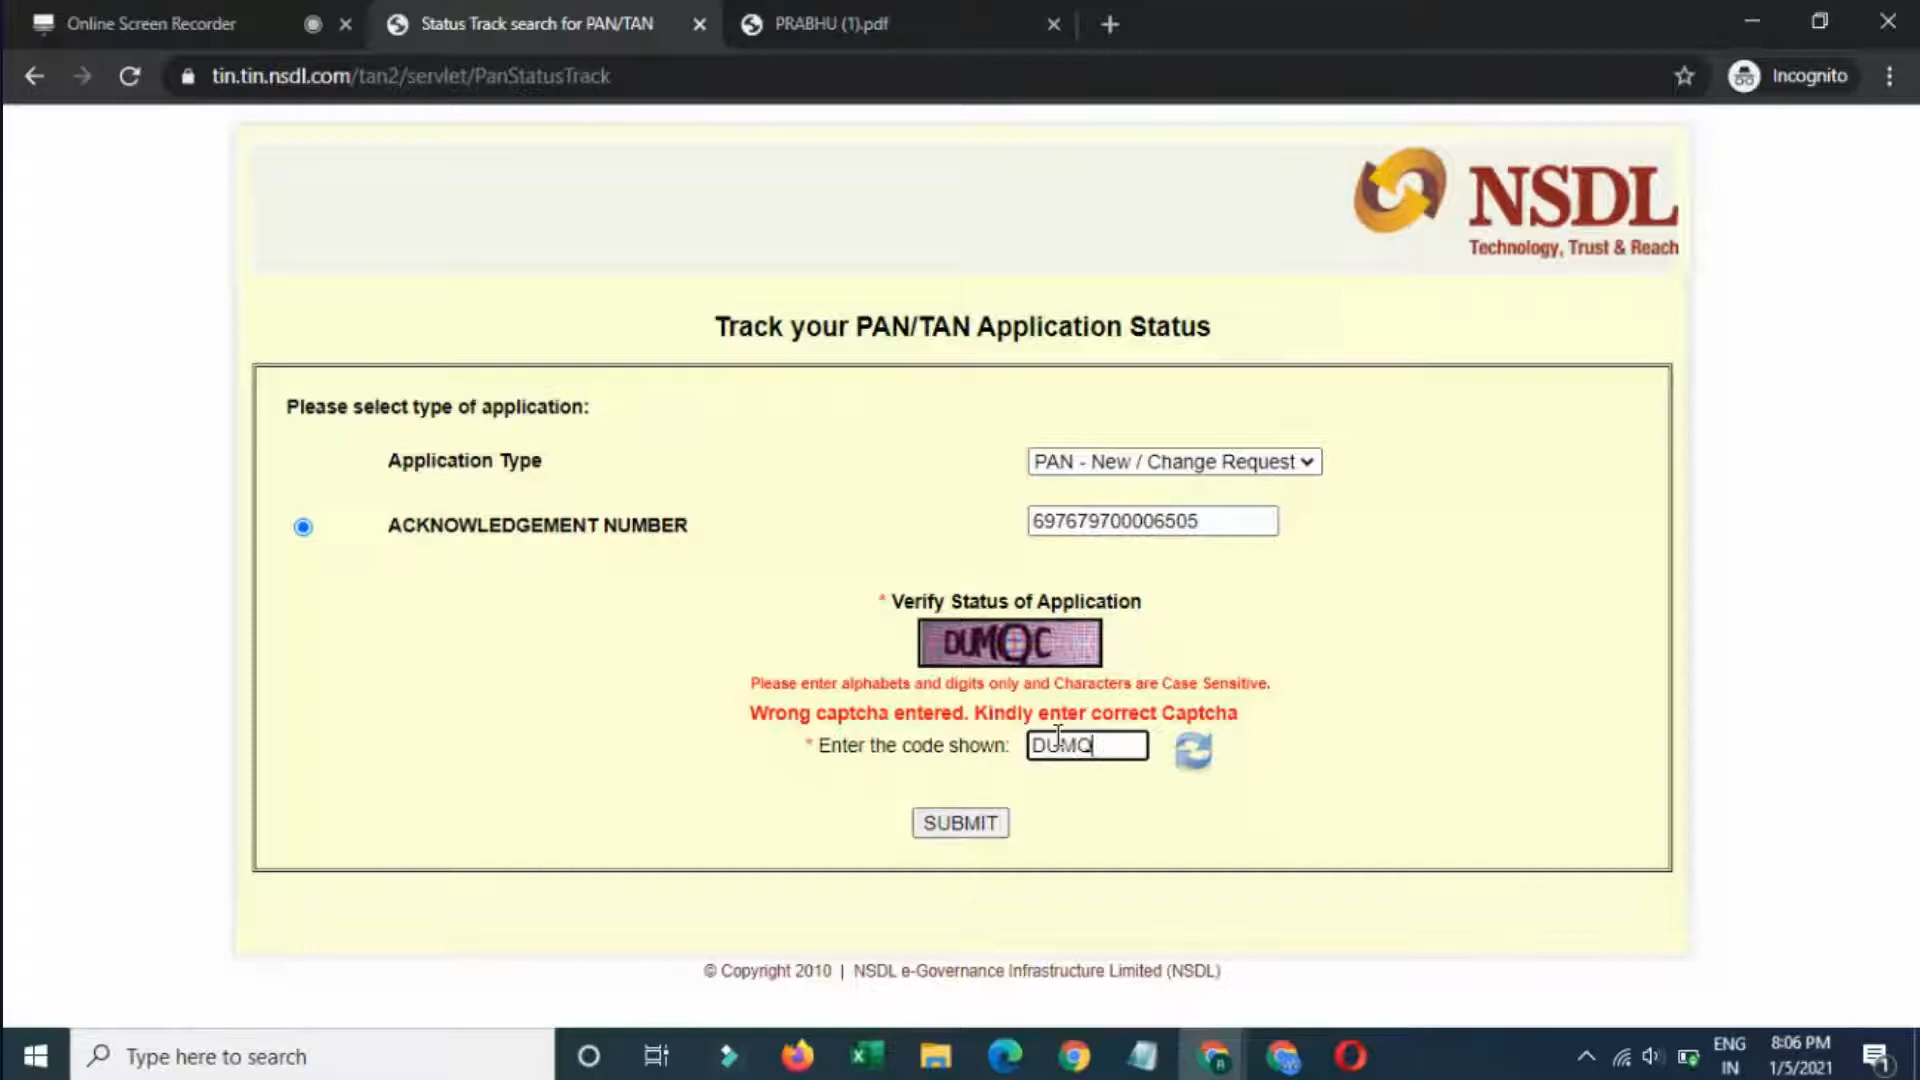 Online Screen Recorder
Status Track search for PAN/TAN
PRABHU (1).pdf
tin.tin.nsdl.com/tan2/servlet/PanStatusTrack
Incognito
NSDL
Technology, Trust & Reach
Track your PAN/TAN Application Status
Please select type of application:
Application Type
PAN - New / Change Request
ACKNOWLEDGEMENT NUMBER
697679700006505
* Verify Status of Application
DUMQC
Please enter alphabets and digits only and Characters are Case Sensitive.
Wrong captcha entered. Kindly enter correct Captcha
* Enter the code shown:
DUMQ
SUBMIT
© Copyright 2010 | NSDL e-Governance Infrastructure Limited (NSDL)
Type here to search
ENG
IN
8:06 PM
1/5/2021
1